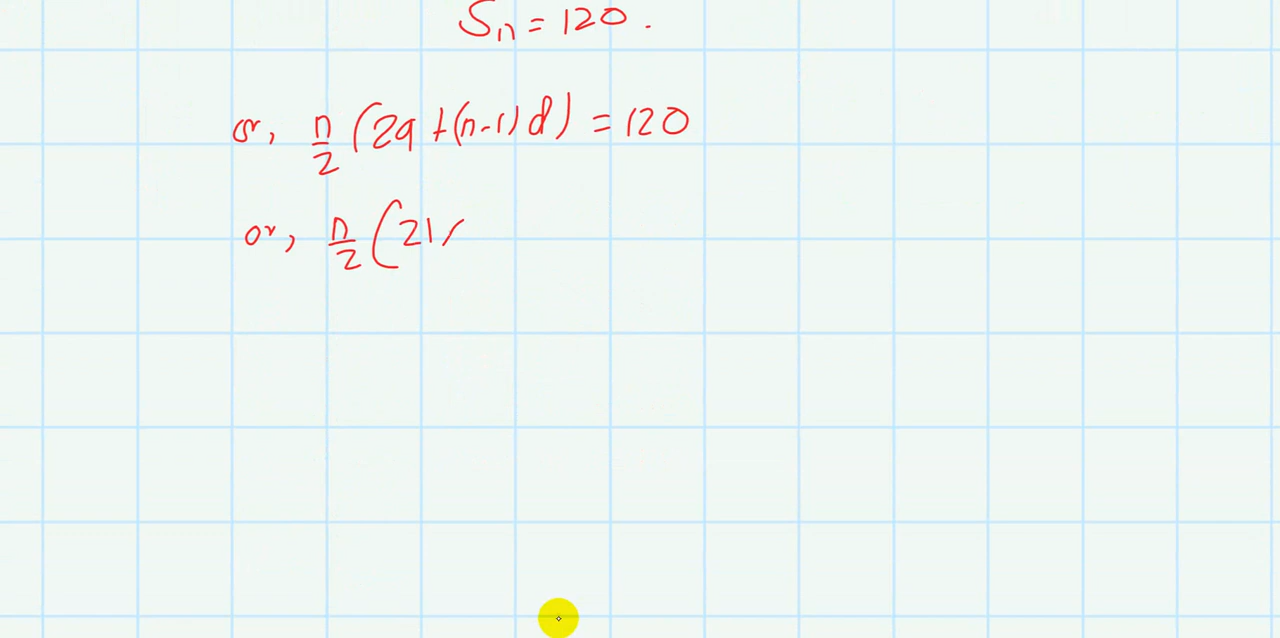 Sn = 120.
or, n/2 (2a + (n-1) d) = 120
or, n/2 (21